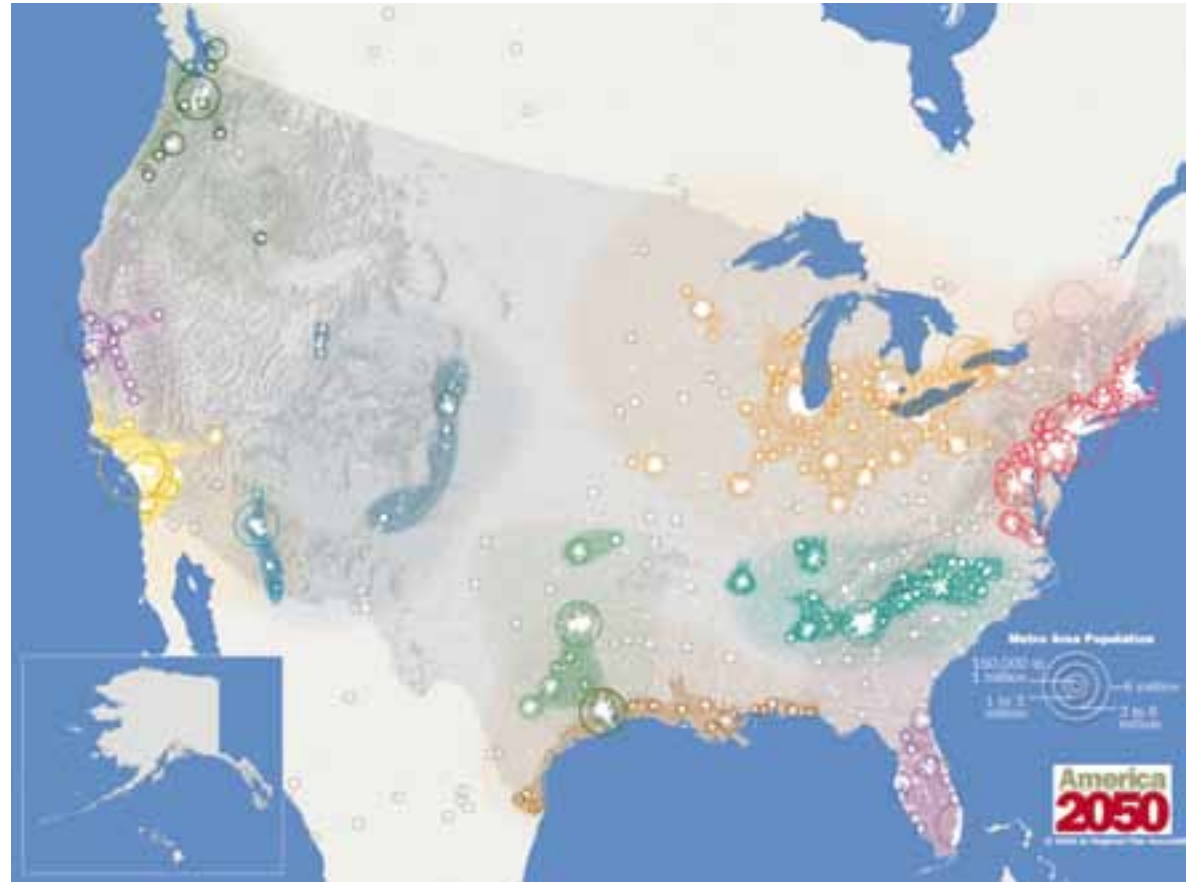 Metro Area Population
150,000 to
1 million
1 to 3
million
6 million
3 to 6
million
America
2050